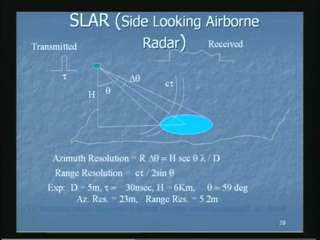 SLAR (Side Looking Airborne
Radar)
Transmitted
Received
τ
Δθ
cτ
H
θ
Azimuth Resolution = R Δθ = H sec θ λ / D
Range Resolution = cτ / 2sin θ
Exp: D = 5m, τ = 30nsec, H = 6Km, θ = 59 deg
Az. Res. = 23m, Range Res. = 5.2m
29